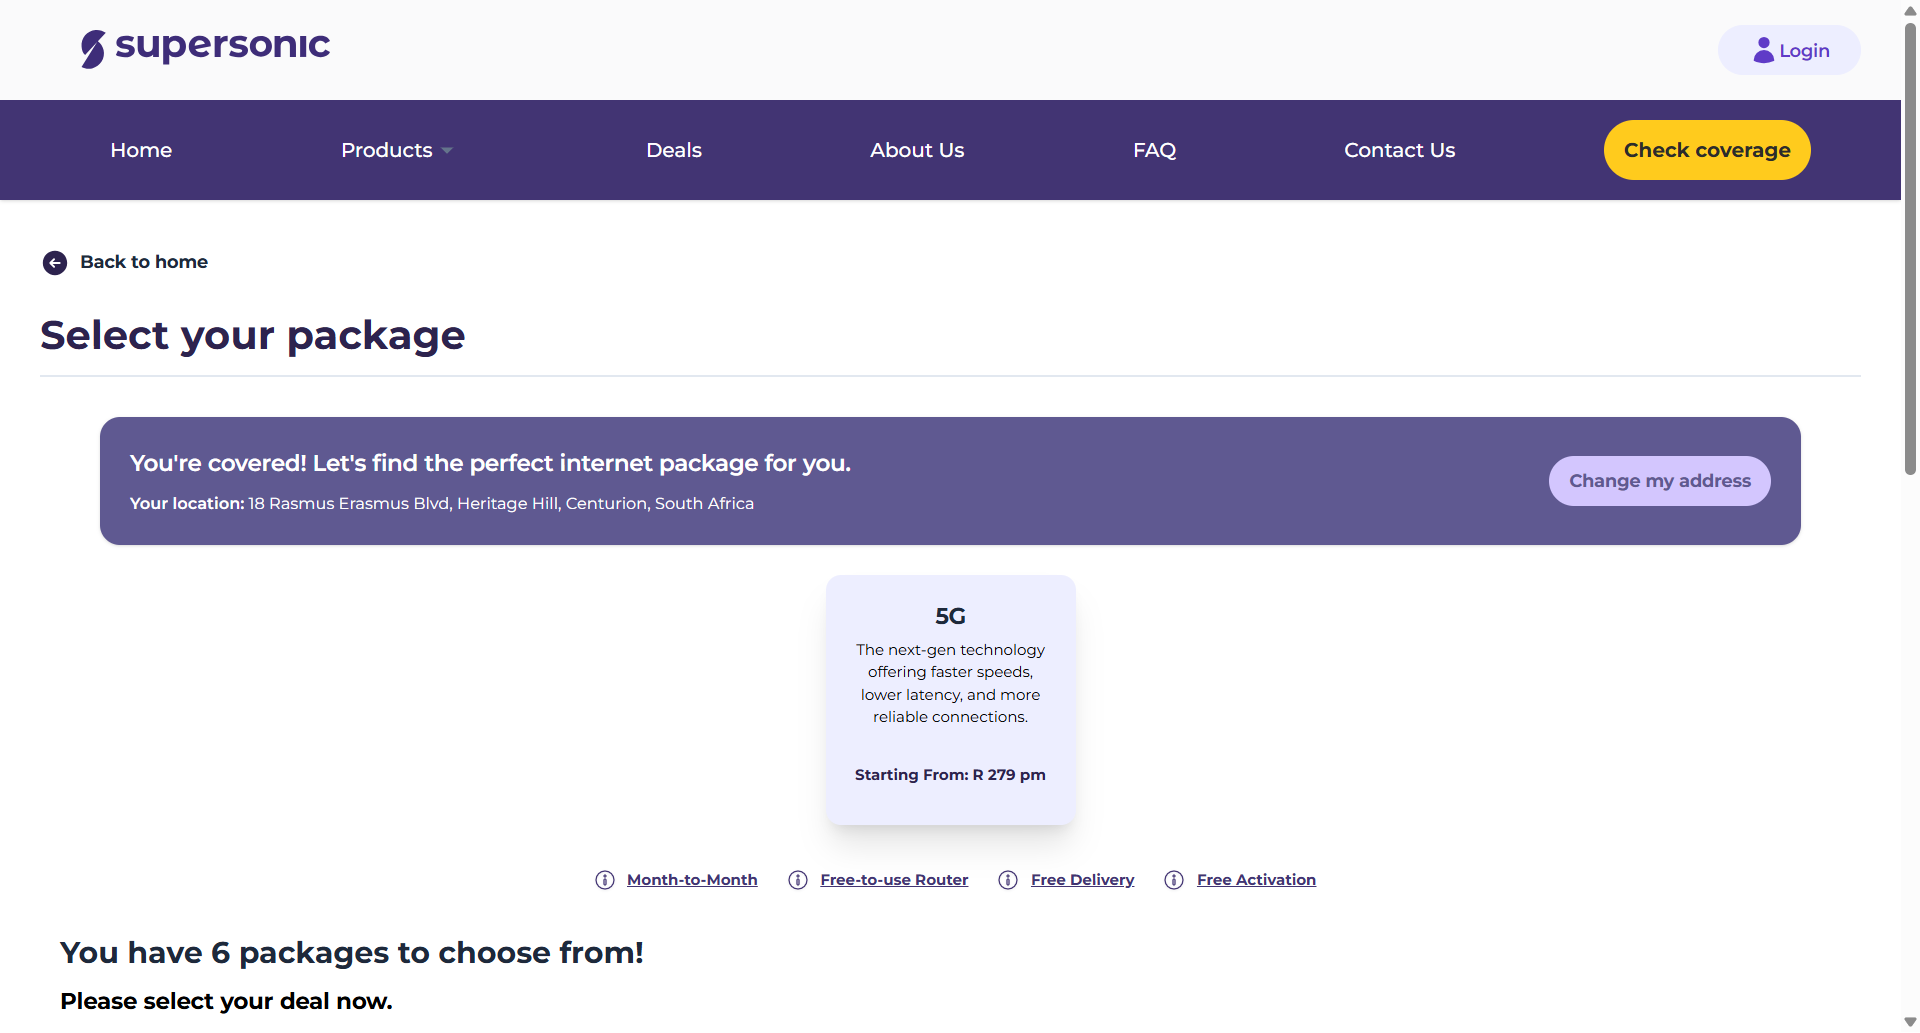 supersonic
Login
Home
Products
Deals
About Us
FAQ
Contact Us
Check coverage
Back to home
Select your package
You're covered! Let's find the perfect internet package for you.
Your location: 18 Rasmus Erasmus Blvd, Heritage Hill, Centurion, South Africa
Change my address
5G
The next-gen technology
offering faster speeds,
lower latency, and more
reliable connections.
Starting From: R 279 pm
Month-to-Month
Free-to-use Router
Free Delivery
Free Activation
You have 6 packages to choose from!
Please select your deal now.